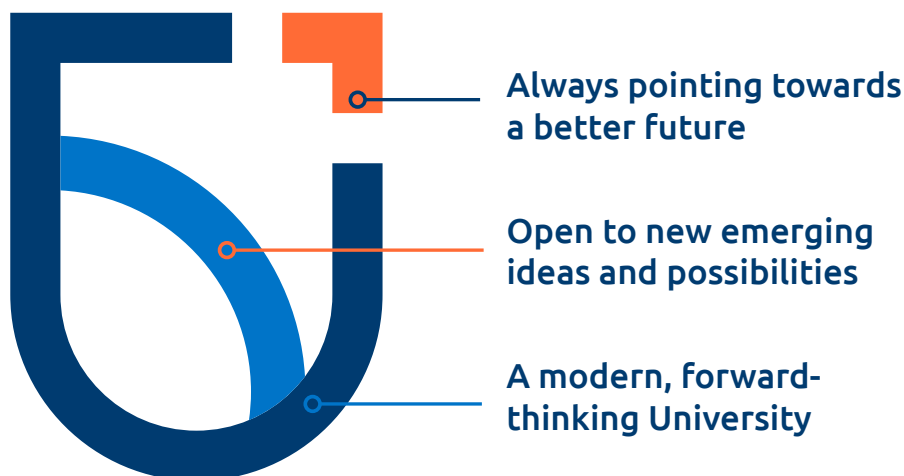 Always pointing towards
a better future
Open to new emerging
ideas and possibilities
A modern, forward-
thinking University